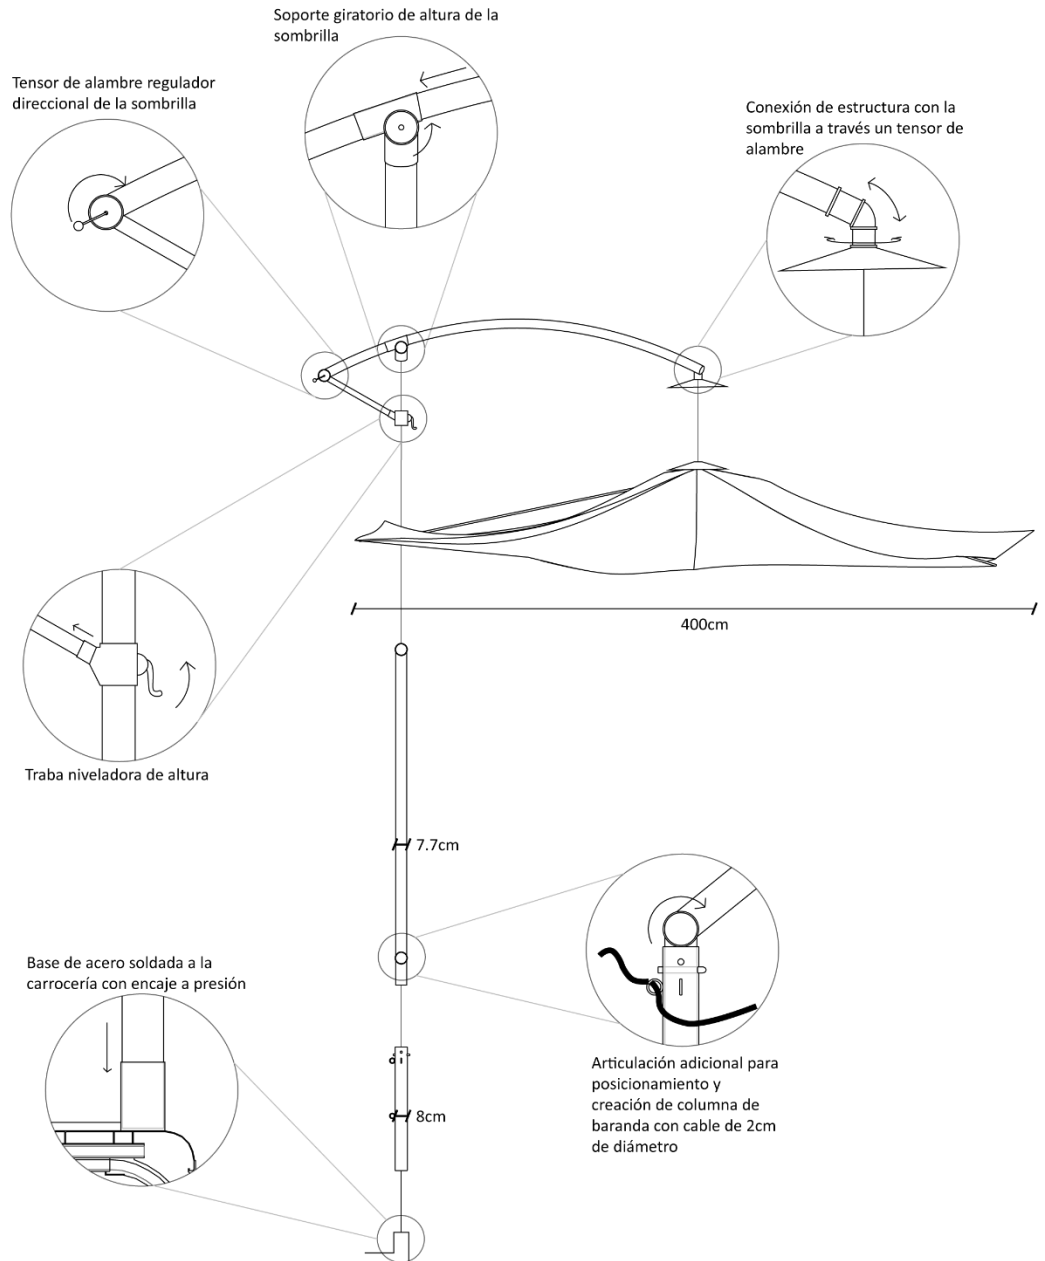 Soporte giratorio de altura de la
sombrilla
Tensor de alambre regulador
direccional de la sombrilla
Conexión de estructura con la
sombrilla a través un tensor de
alambre
400cm
Traba niveladora de altura
7.7cm
Base de acero soldada a la
carrocería con encaje a presión
8cm
Articulación adicional para
posicionamiento y
creación de columna de
baranda con cable de 2cm
de diámetro